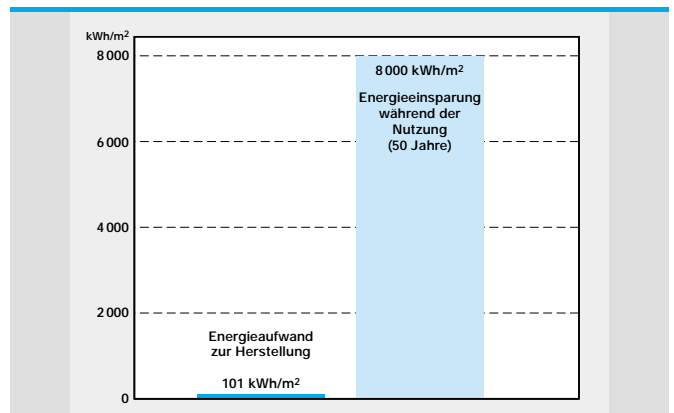 kWh/m²
8 000
8 000 kWh/m²
Energieeinsparung
während der
Nutzung
(50 Jahre)
6 000
4 000
2 000
Energieaufwand
zur Herstellung
101 kWh/m²
0